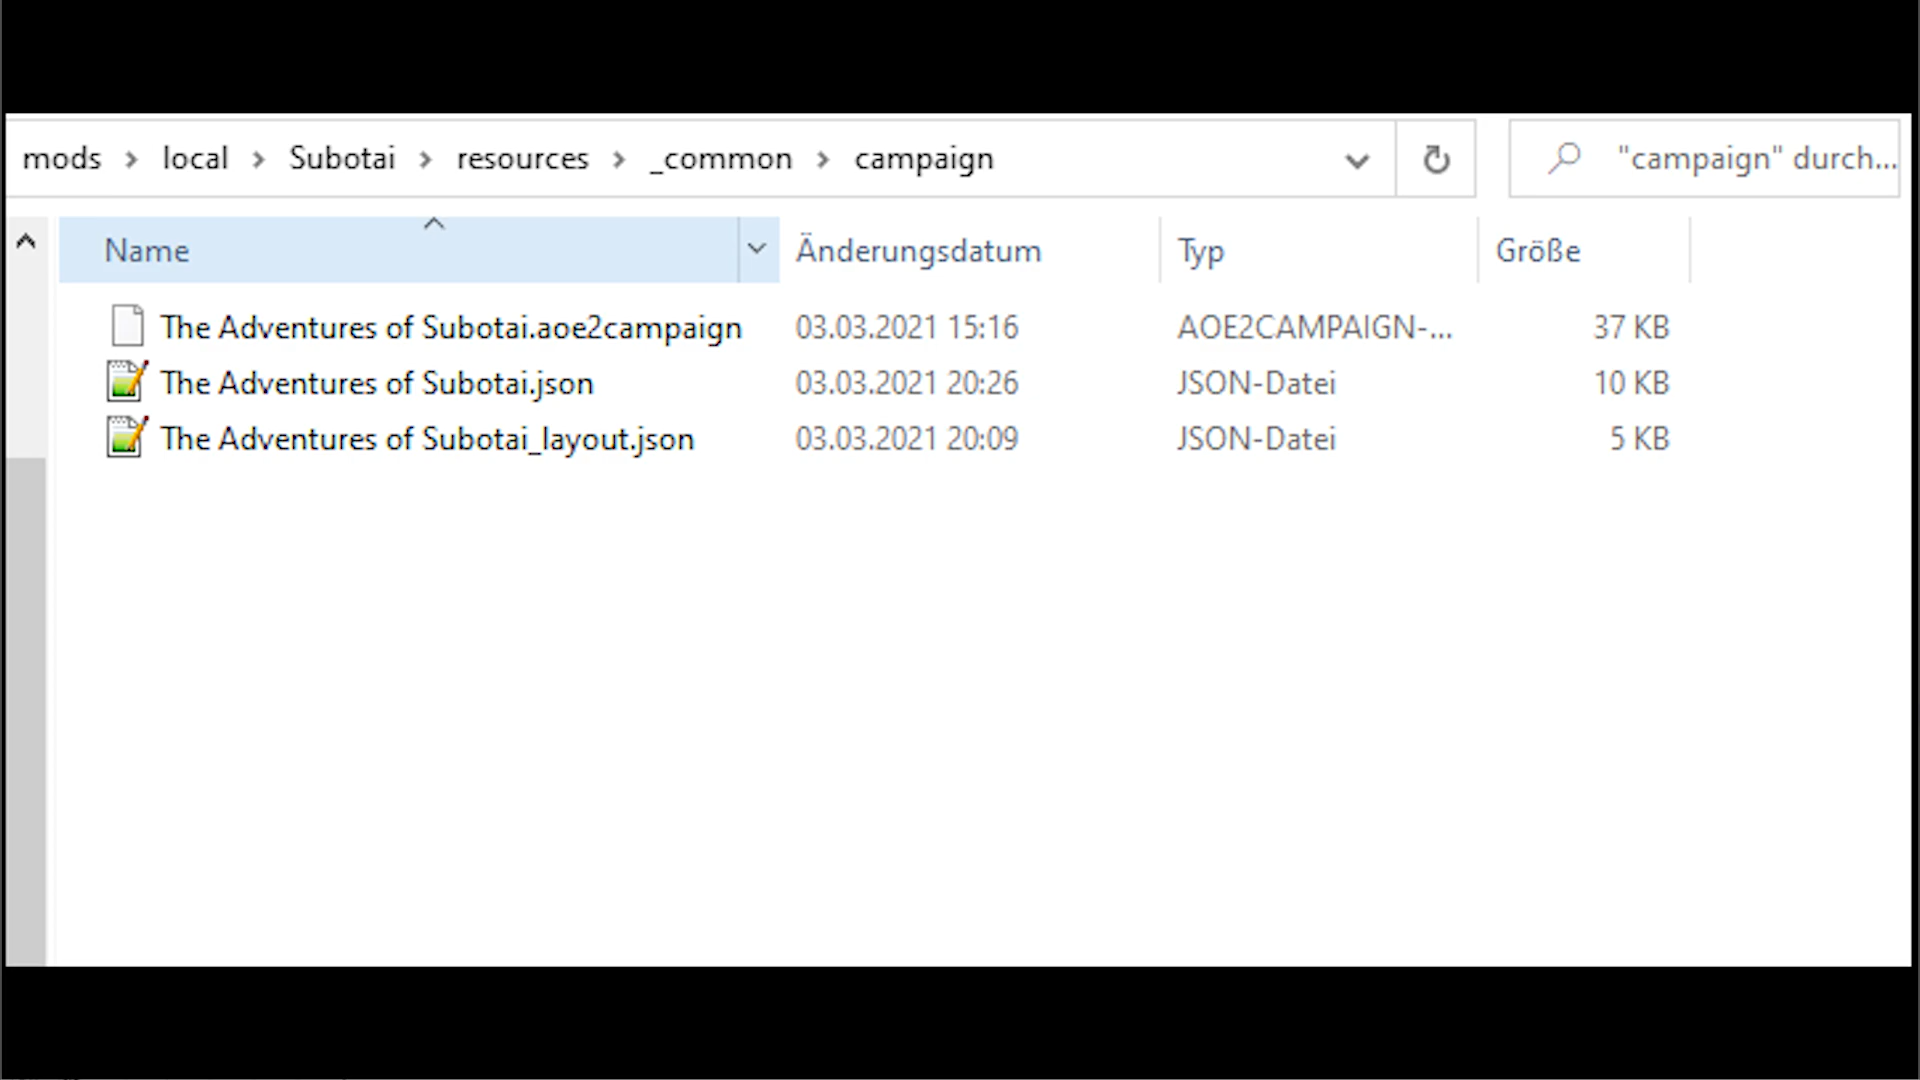 mods > local > Subotai > resources > _common > campaign "campaign" durch...
Name Änderungsdatum Typ Größe
The Adventures of Subotai.aoe2campaign 03.03.2021 15:16 AOE2CAMPAIGN-... 37 KB
The Adventures of Subotai.json 03.03.2021 20:26 JSON-Datei 10 KB
The Adventures of Subotai_layout.json 03.03.2021 20:09 JSON-Datei 5 KB